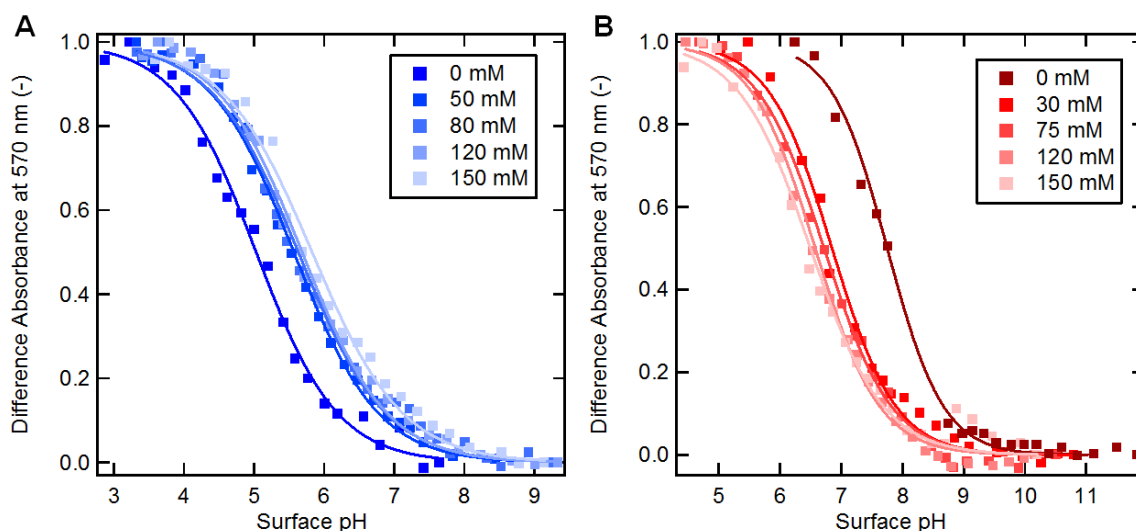 A
Difference Absorbance at 570 nm (-)
1.0
0.8
0.6
0.4
0.2
0.0
0 mM
50 mM
80 mM
120 mM
150 mM
3 4 5 6 7 8 9
Surface pH
B
Difference Absorbance at 570 nm (-)
1.0
0.8
0.6
0.4
0.2
0.0
0 mM
30 mM
75 mM
120 mM
150 mM
5 6 7 8 9 10 11
Surface pH